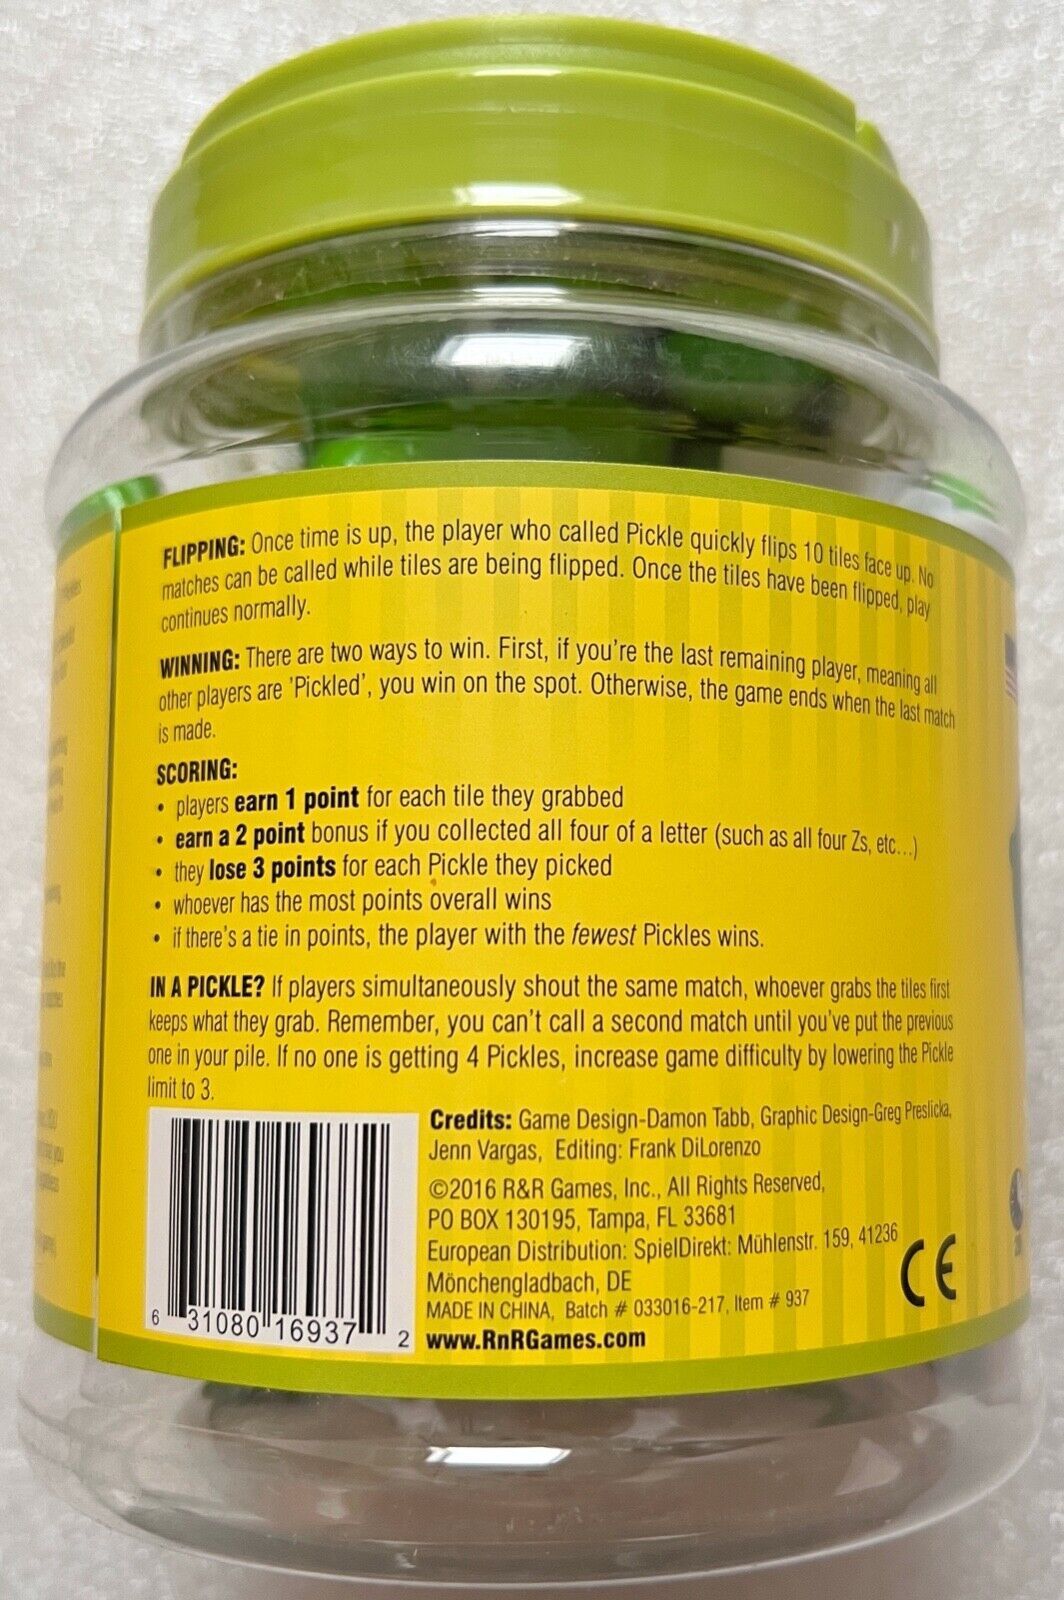 FLIPPING: Once time is up, the player who called Pickle quickly flips 10 tiles face up. No
matches can be called while tiles are being flipped. Once the tiles have been flipped, play
continues normally.
WINNING: There are two ways to win. First, if you're the last remaining player, meaning all
other players are 'Pickled', you win on the spot. Otherwise, the game ends when the last match
is made.
SCORING:
• players earn 1 point for each tile they grabbed
• earn a 2 point bonus if you collected all four of a letter (such as all four Zs, etc...)
• they lose 3 points for each Pickle they picked
• whoever has the most points overall wins
• if there's a tie in points, the player with the fewest Pickles wins.
IN A PICKLE? If players simultaneously shout the same match, whoever grabs the tiles first
keeps what they grab. Remember, you can't call a second match until you've put the previous
one in your pile. If no one is getting 4 Pickles, increase game difficulty by lowering the Pickle
limit to 3.
Credits: Game Design-Damon Tabb, Graphic Design-Greg Preslicka,
Jenn Vargas, Editing: Frank DiLorenzo
©2016 R&R Games, Inc., All Rights Reserved,
PO BOX 130195, Tampa, FL 33681
European Distribution: SpielDirekt: Mühlenstr. 159, 41236
Mönchengladbach, DE
MADE IN CHINA, Batch # 033016-217, Item # 937
www.RnRGames.com
CE
6 31080 16937 2